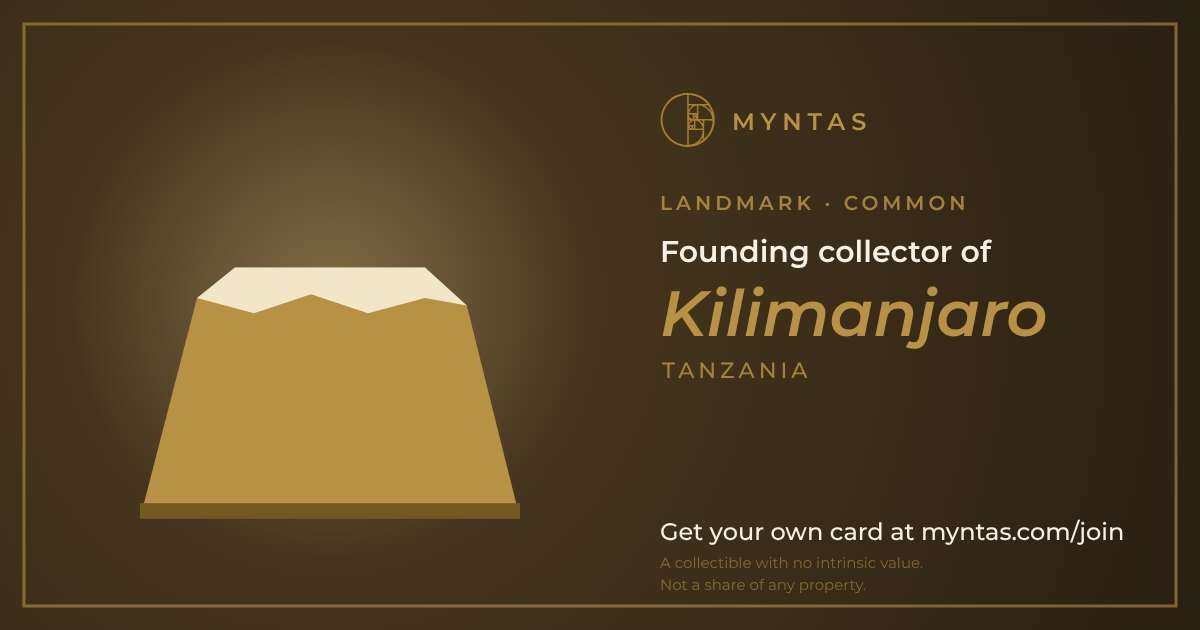 MYNTAS
LANDMARK · COMMON
Founding collector of
Kilimanjaro
TANZANIA
Get your own card at myntas.com/join
A collectible with no intrinsic value.
Not a share of any property.